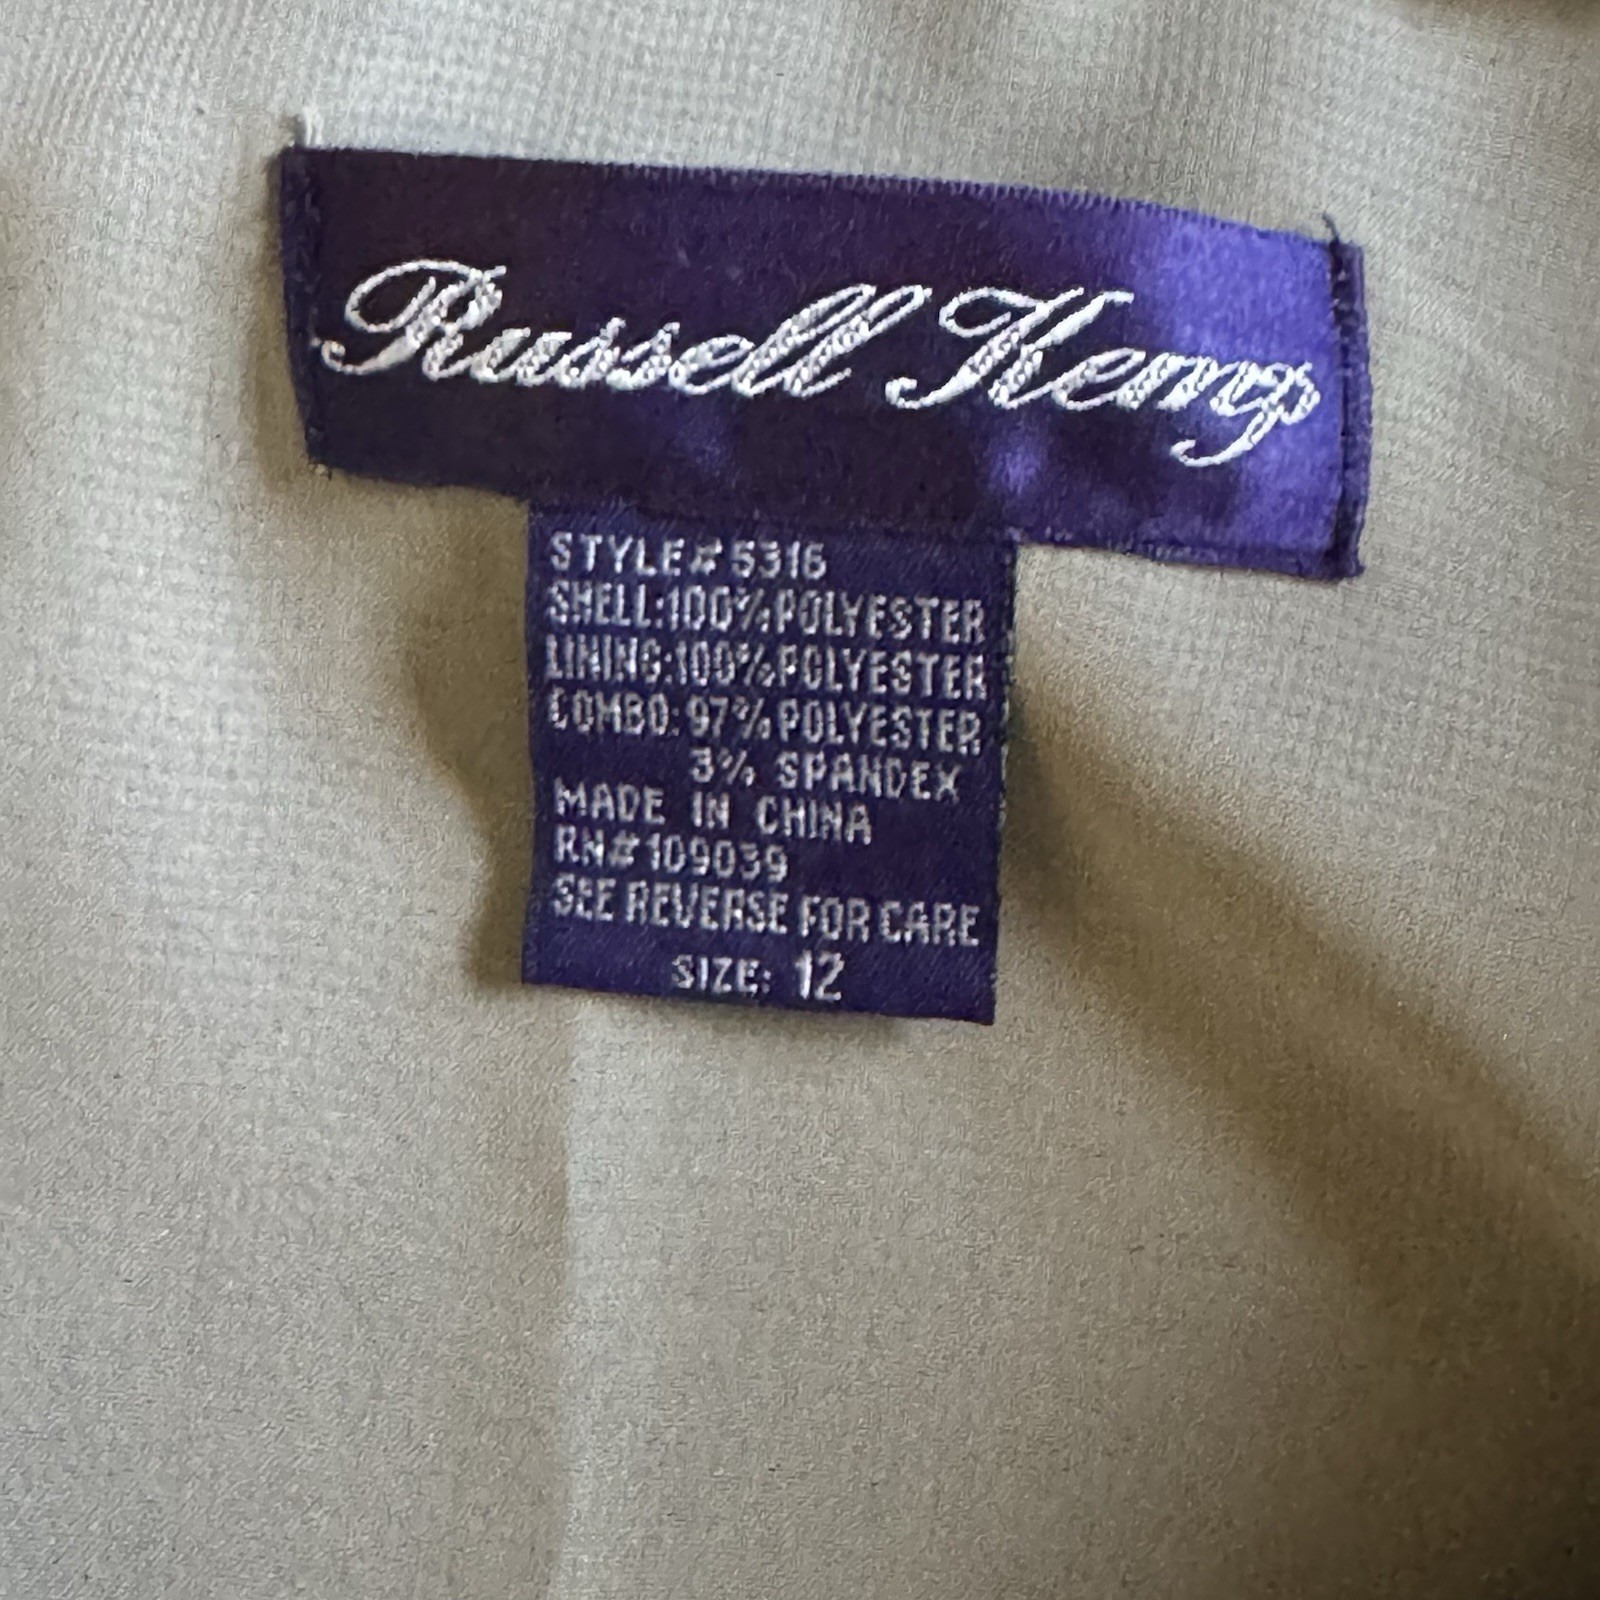 Russell Kemp
STYLE# 5316
SHELL:100%POLYESTER
LINING:100%POLYESTER
COMBO: 97% POLYESTER
3% SPANDEX
MADE IN CHINA
RN# 109039
SEE REVERSE FOR CARE
SIZE: 12